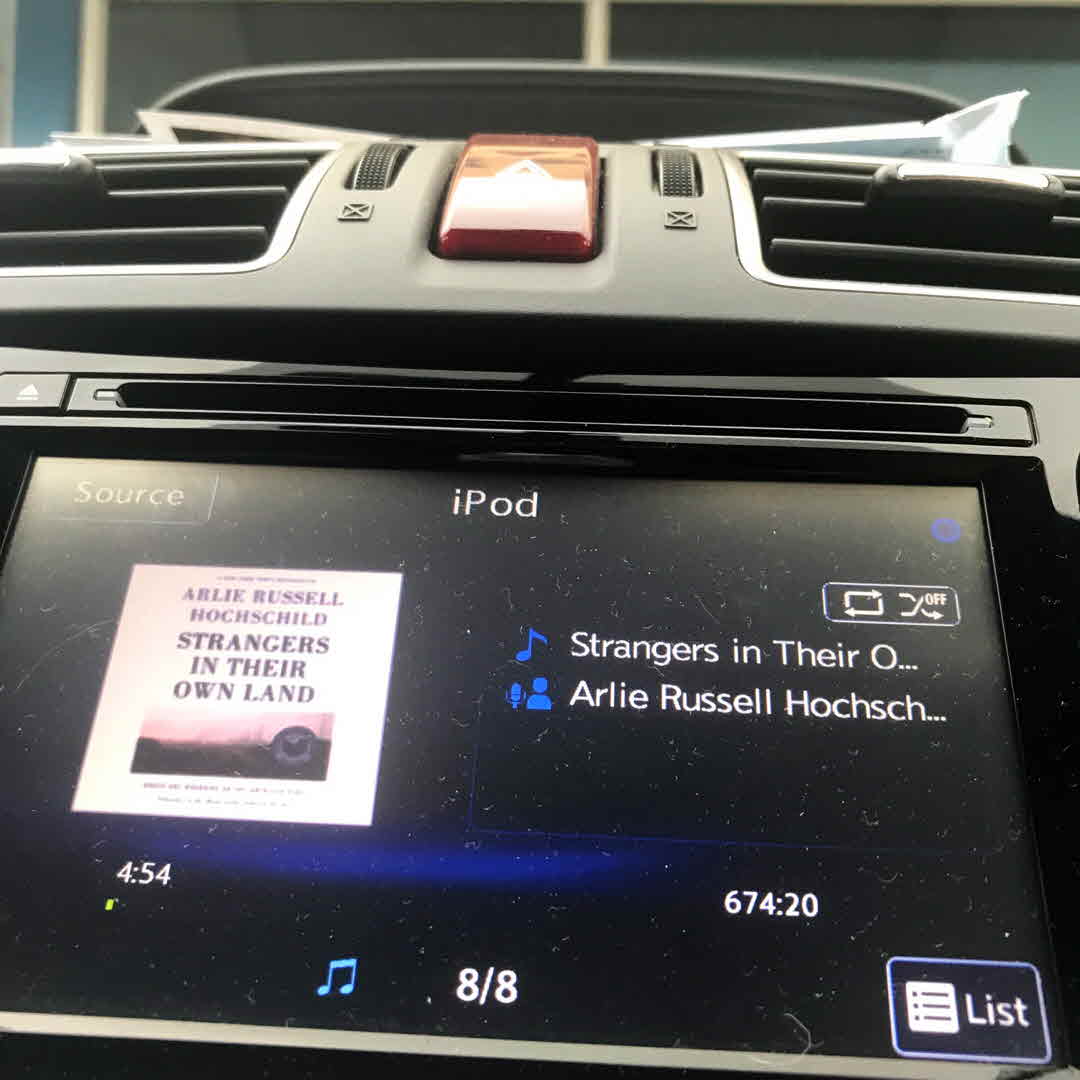 Source
iPod
ARLIE RUSSELL
HOCHSCHILD
STRANGERS
IN THEIR
OWN LAND
OFF
Strangers in Their O...
Arlie Russell Hochsch...
4:54
674:20
8/8
List